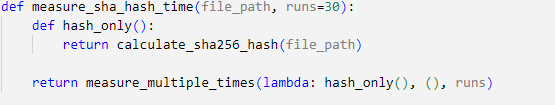 def measure_sha_hash_time(file_path, runs=30):
    def hash_only():
        return calculate_sha256_hash(file_path)
    return measure_multiple_times(lambda: hash_only(), (), runs)